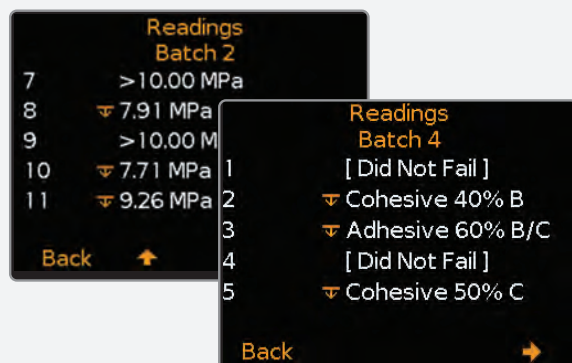 Readings
Batch 2
7 >10.00 MPa
8 7.91 MPa
9 >10.00 M
10 7.71 MPa
11 9.26 MPa
Back
Readings
Batch 4
1 [ Did Not Fail ]
2 Cohesive 40% B
3 Adhesive 60% B/C
4 [ Did Not Fail ]
5 Cohesive 50% C
Back